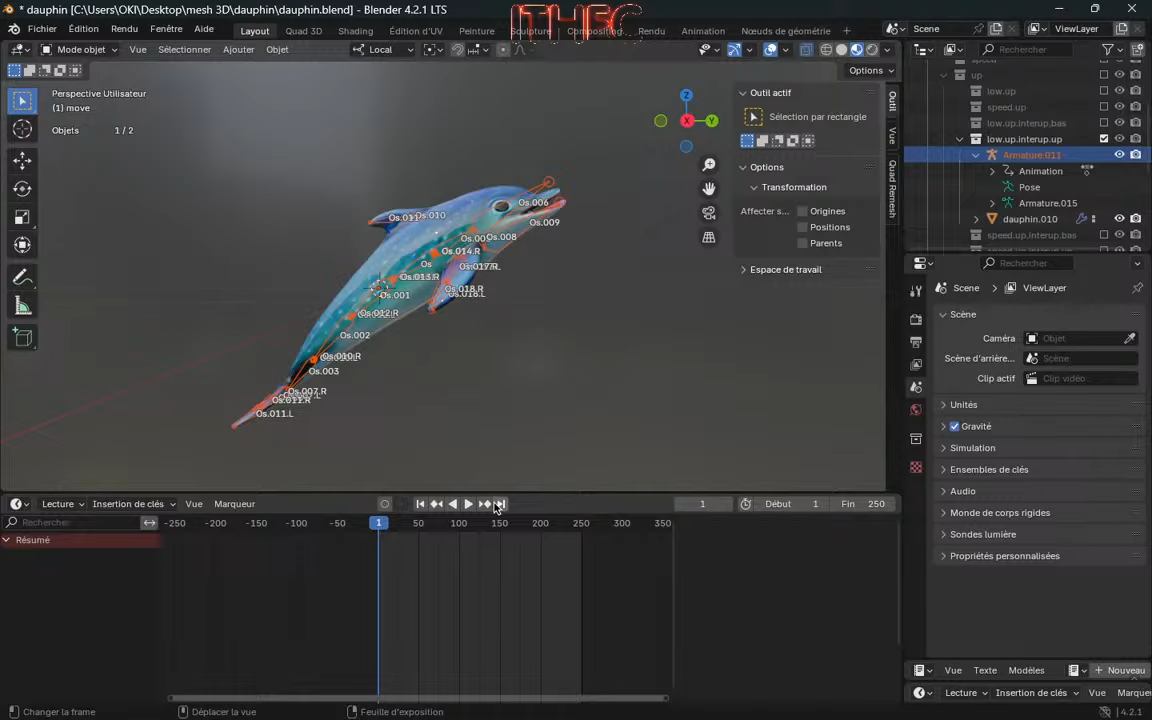 * dauphin [C:\Users\OKI\Desktop\mesh 3D\dauphin\dauphin.blend] - Blender 4.2.1 LTS
ITHEC
Fichier Édition Rendu Fenêtre Aide Layout Quad 3D Shading Édition d'UV Peinture Sculpture Compositing Rendu Animation Nœuds de géométrie + Scene ViewLayer
Mode objet Vue Sélectionner Ajouter Objet Local Rechercher
Options
up
low.up
speed.up
low.up.interup.bas
low.up.interup.up
Armature.011
Animation
Pose
Armature.015
dauphin.010
speed.up.interup.bas
Perspective Utilisateur
(1) move
Objets 1 / 2
Z
X
Y
Os.006
Os.010
Os.009
Os.008
Os.014.R
Os
Os.013.R
Os.001
Os.018.R
Os.018.L
Os.012.R
Os.002
Os.010.R
Os.003
Os.007.R
Os.011.R
Os.011.L
Outil actif
Sélection par rectangle
Options
Transformation
Affecter s... Origines
Positions
Parents
Espace de travail
Outil
Vue
Quad Remesh
Rechercher
Scene > ViewLayer
Scène
Caméra Objet
Scène d'arrière... Scène
Clip actif Clip vidéo...
Unités
Gravité
Simulation
Ensembles de clés
Audio
Monde de corps rigides
Sondes lumière
Propriétés personnalisées
Lecture Insertion de clés Vue Marqueur 1 Début 1 Fin 250
Rechercher -250 -200 -150 -100 -50 1 50 100 150 200 250 300 350
Résumé
Vue Texte Modèles + Nouveau
Lecture Insertion de clés Vue Marque
Changer la frame Déplacer la vue Feuille d'exposition 4.2.1